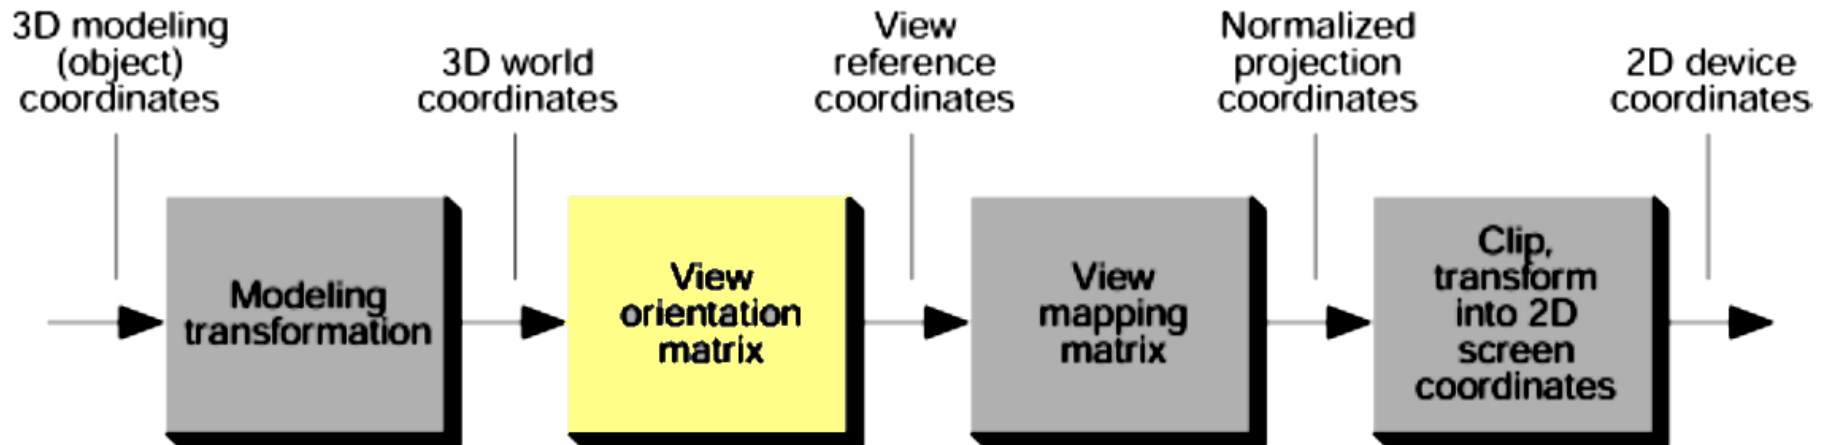 3D modeling
(object)
coordinates
3D world
coordinates
View
reference
coordinates
Normalized
projection
coordinates
2D device
coordinates
Modeling
transformation
View
orientation
matrix
View
mapping
matrix
Clip,
transform
into 2D
screen
coordinates